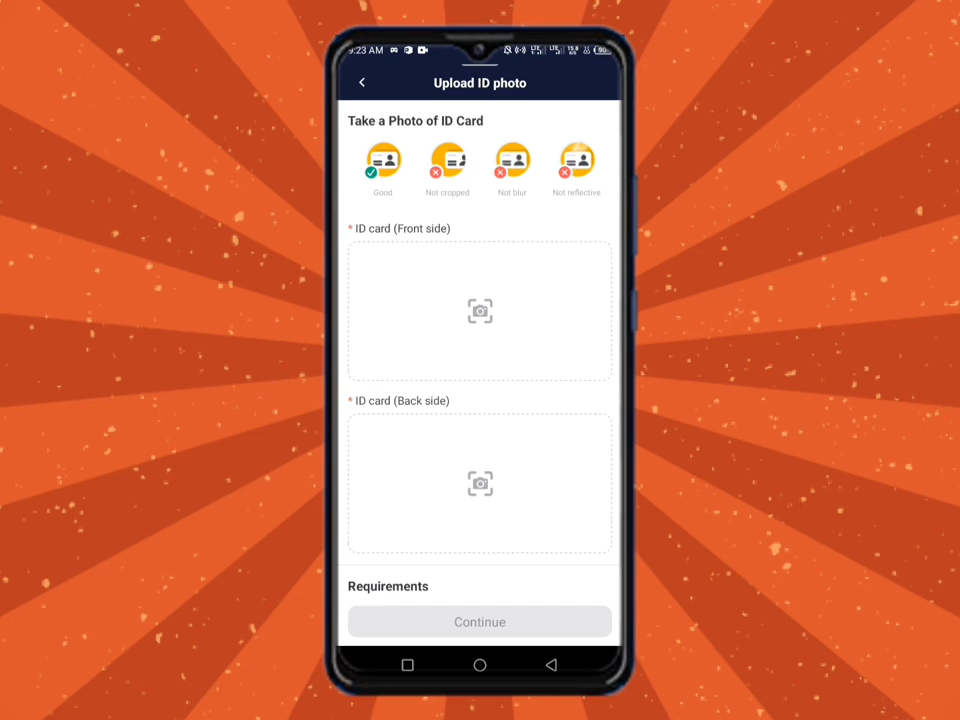 9:23 AM
Upload ID photo
Take a Photo of ID Card
Good
Not cropped
Not blur
Not reflective
* ID card (Front side)
* ID card (Back side)
Requirements
Continue